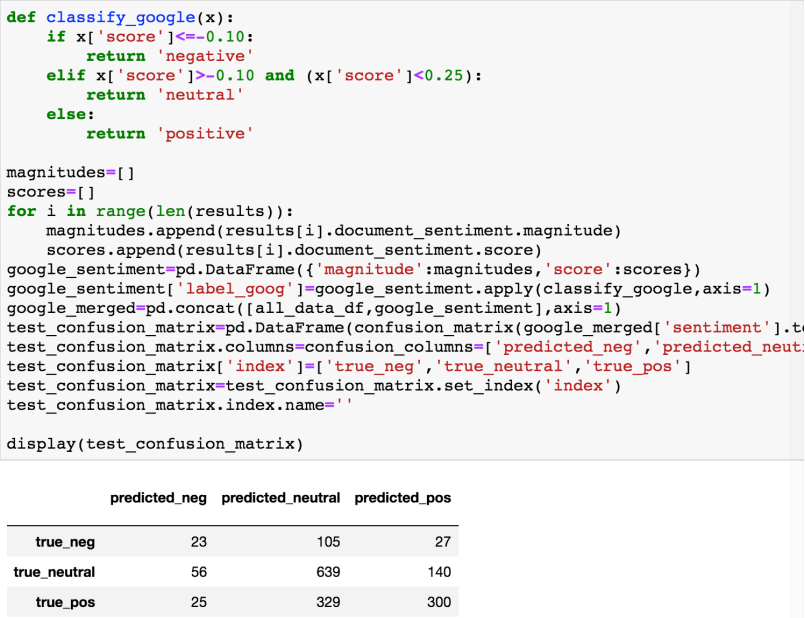 def classify_google(x):
    if x['score']<=-0.10:
        return 'negative'
    elif x['score']>-0.10 and (x['score']<0.25):
        return 'neutral'
    else:
        return 'positive'
magnitudes=[]
scores=[]
for i in range(len(results)):
    magnitudes.append(results[i].document_sentiment.magnitude)
    scores.append(results[i].document_sentiment.score)
google_sentiment=pd.DataFrame({'magnitude':magnitudes,'score':scores})
google_sentiment['label_goog']=google_sentiment.apply(classify_google,axis=1)
google_merged=pd.concat([all_data_df,google_sentiment],axis=1)
test_confusion_matrix=pd.DataFrame(confusion_matrix(google_merged['sentiment'].t
test_confusion_matrix.columns=confusion_columns=['predicted_neg','predicted_neut
test_confusion_matrix['index']=['true_neg','true_neutral','true_pos']
test_confusion_matrix=test_confusion_matrix.set_index('index')
test_confusion_matrix.index.name=''
display(test_confusion_matrix)
predicted_neg predicted_neutral predicted_pos
true_neg 23 105 27
true_neutral 56 639 140
true_pos 25 329 300